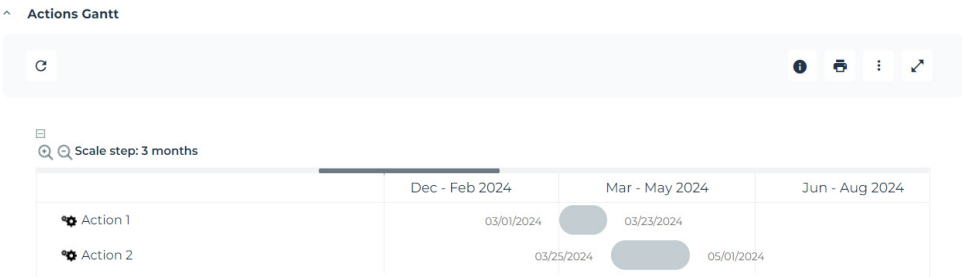 Actions Gantt
Scale step: 3 months
Dec - Feb 2024 Mar - May 2024 Jun - Aug 2024
Action 1 03/01/2024 03/23/2024
Action 2 03/25/2024 05/01/2024